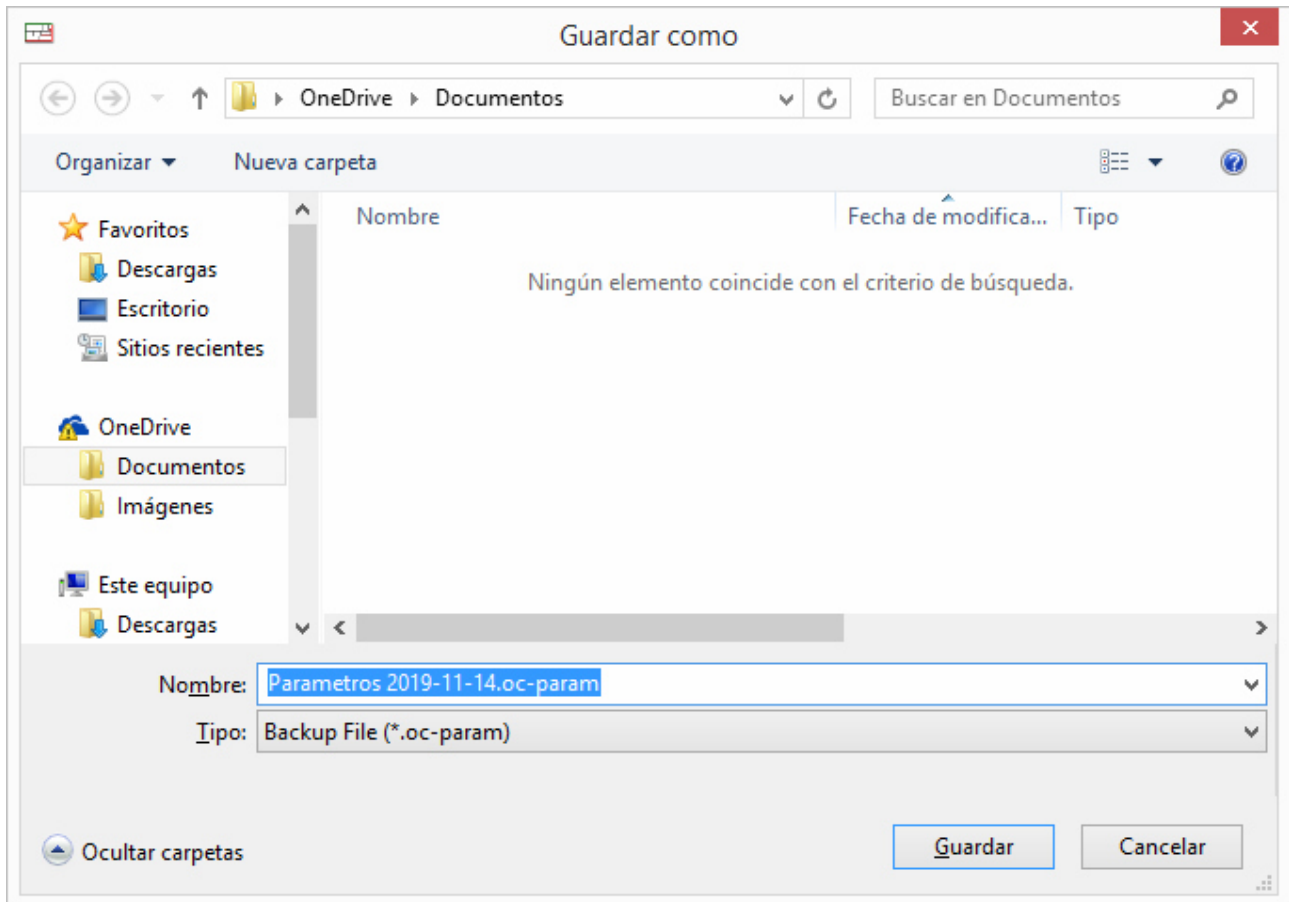 Guardar como
OneDrive Documentos Buscar en Documentos
Organizar Nueva carpeta
Nombre Fecha de modifica... Tipo
Ningún elemento coincide con el criterio de búsqueda.
Favoritos
Descargas
Escritorio
Sitios recientes
OneDrive
Documentos
Imágenes
Este equipo
Descargas
Nombre: Parametros 2019-11-14.oc-param
Tipo: Backup File (*.oc-param)
Ocultar carpetas Guardar Cancelar